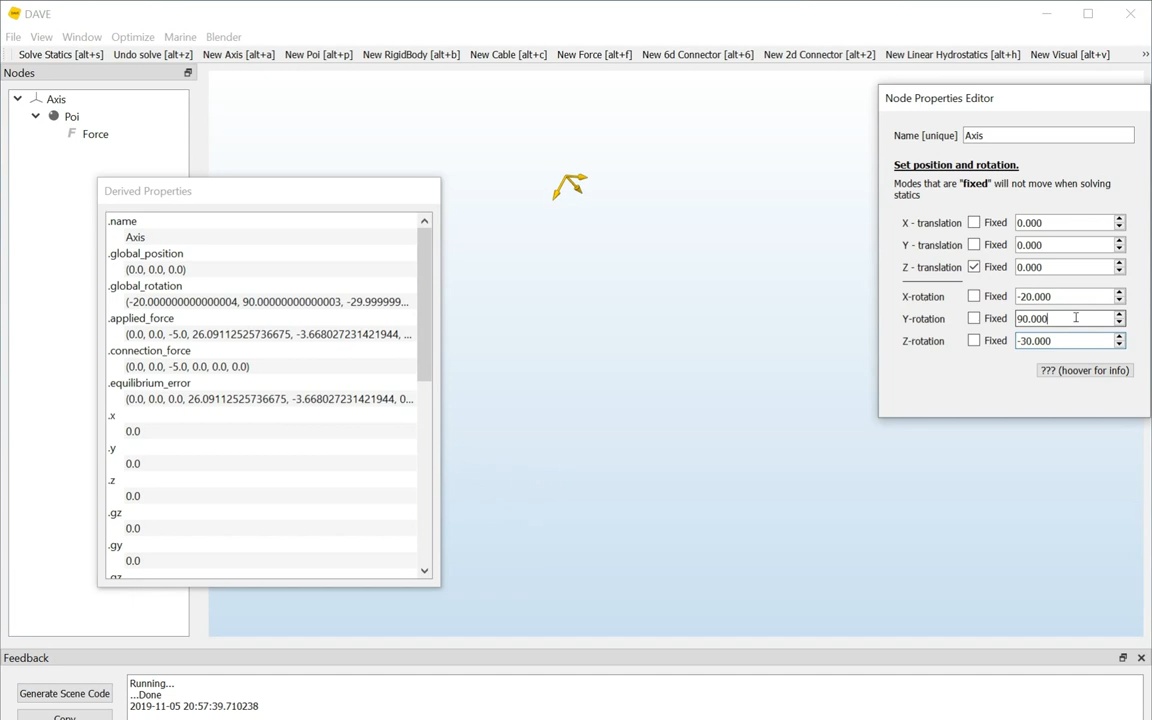 DAVE
File View Window Optimize Marine Blender
Solve Statics [alt+s] Undo solve [alt+z] New Axis [alt+a] New Poi [alt+p] New RigidBody [alt+b] New Cable [alt+c] New Force [alt+f] New 6d Connector [alt+6] New 2d Connector [alt+2] New Linear Hydrostatics [alt+h] New Visual [alt+v] »
Nodes
Axis
Poi
F Force
Derived Properties
.name
Axis
.global_position
(0.0, 0.0, 0.0)
.global_rotation
(-20.000000000000004, 90.00000000000003, -29.999999...
.applied_force
(0.0, 0.0, -5.0, 26.09112525736675, -3.668027231421944, ...
.connection_force
(0.0, 0.0, -5.0, 0.0, 0.0, 0.0)
.equilibrium_error
(0.0, 0.0, 0.0, 26.09112525736675, -3.668027231421944, 0...
.x
0.0
.y
0.0
.z
0.0
.gz
0.0
.gy
0.0
Node Properties Editor
Name [unique] Axis
Set position and rotation.
Modes that are "fixed" will not move when solving
statics
X - translation Fixed 0.000
Y - translation Fixed 0.000
Z - translation Fixed 0.000
X-rotation Fixed -20.000
Y-rotation Fixed 90.000
Z-rotation Fixed -30.000
??? (hoover for info)
Feedback
Generate Scene Code
Copy
Running...
...Done
2019-11-05 20:57:39.710238